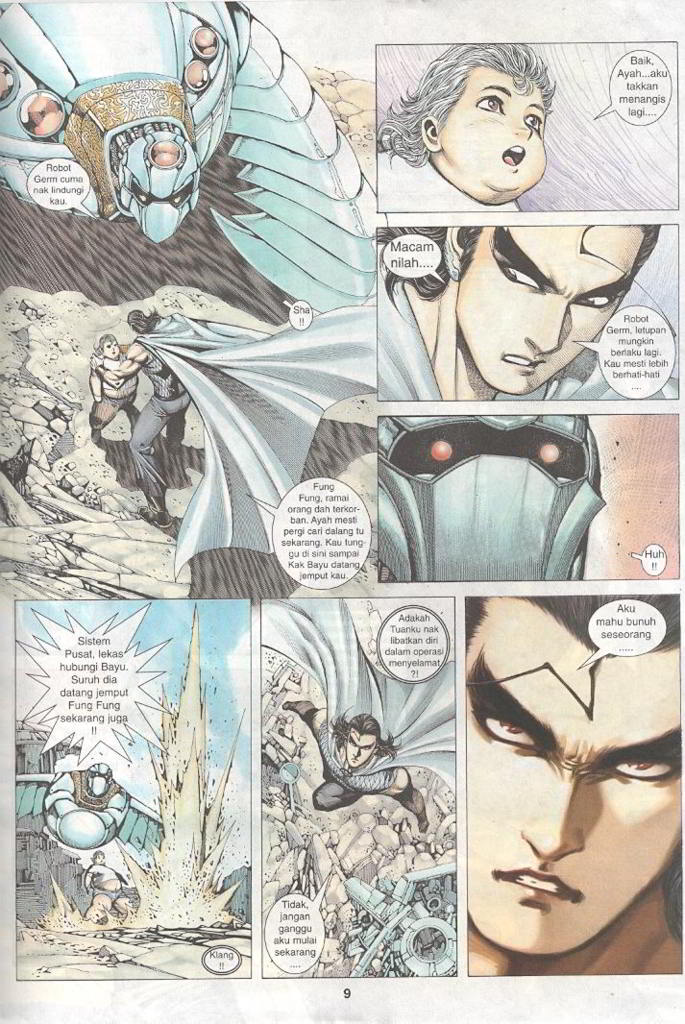 Robot
Germ cuma
nak lindungi
kau.
Sha
!!
Fung
Fung, ramai
orang dah terkor-
ban. Ayah mesti
pergi cari dalang tu
sekarang. Kau tung-
gu di sini sampai
Kak Bayu datang
jemput kau.
Baik,
Ayah...aku
takkan
menangis
lagi....
Macam
nilah....
Robot
Germ, letupan
mungkin
berlaku lagi.
Kau mesti lebih
berhati-hati
....
Huh
!!
Sistem
Pusat, lekas
hubungi Bayu.
Suruh dia
datang jemput
Fung Fung
sekarang juga
!!
Klang
!!
Adakah
Tuanku nak
libatkan diri
dalam operasi
menyelamat
?!
Tidak,
jangan
ganggu
aku mulai
sekarang
....
Aku
mahu bunuh
seseorang
.....
9